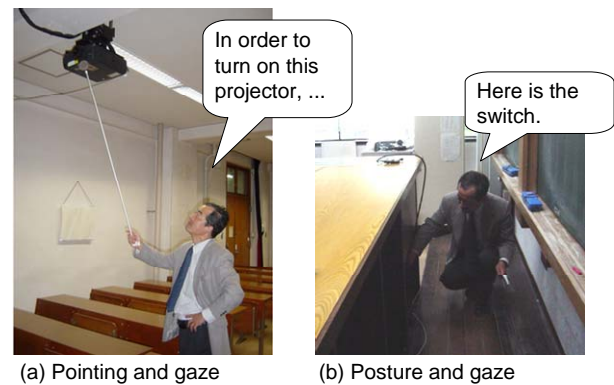 In order to
turn on this
projector, ...
Here is the
switch.
(a) Pointing and gaze
(b) Posture and gaze